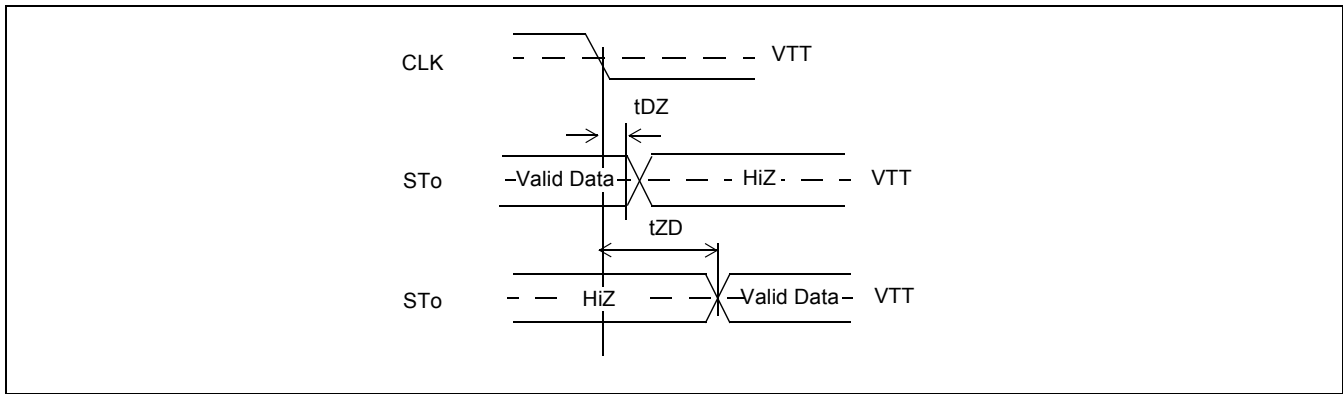 CLK
VTT
tDZ
STo
Valid Data
HiZ
VTT
tZD
STo
HiZ
Valid Data
VTT